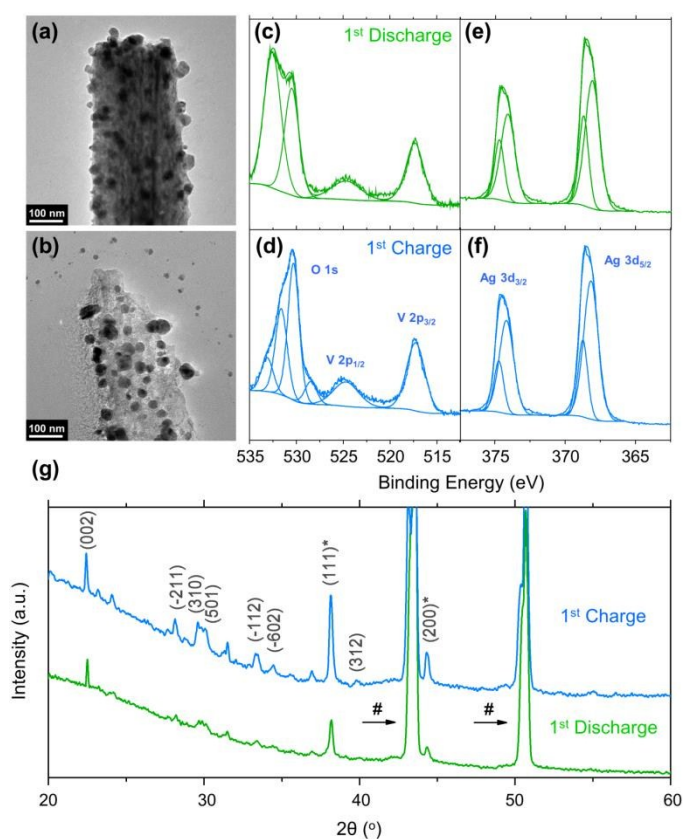 (a)
100 nm
(b)
100 nm
(c)
1st Discharge
(e)
(d)
1st Charge
O 1s
V 2p1/2
V 2p3/2
(f)
Ag 3d3/2
Ag 3d5/2
535 530 525 520 515
375 370 365
Binding Energy (eV)
(g)
Intensity (a.u.)
(002)
(-211)
(310)
(501)
(-112)
(-602)
(111)*
(312)
(200)*
#
#
1st Charge
1st Discharge
20 30 40 50 60
2θ (o)